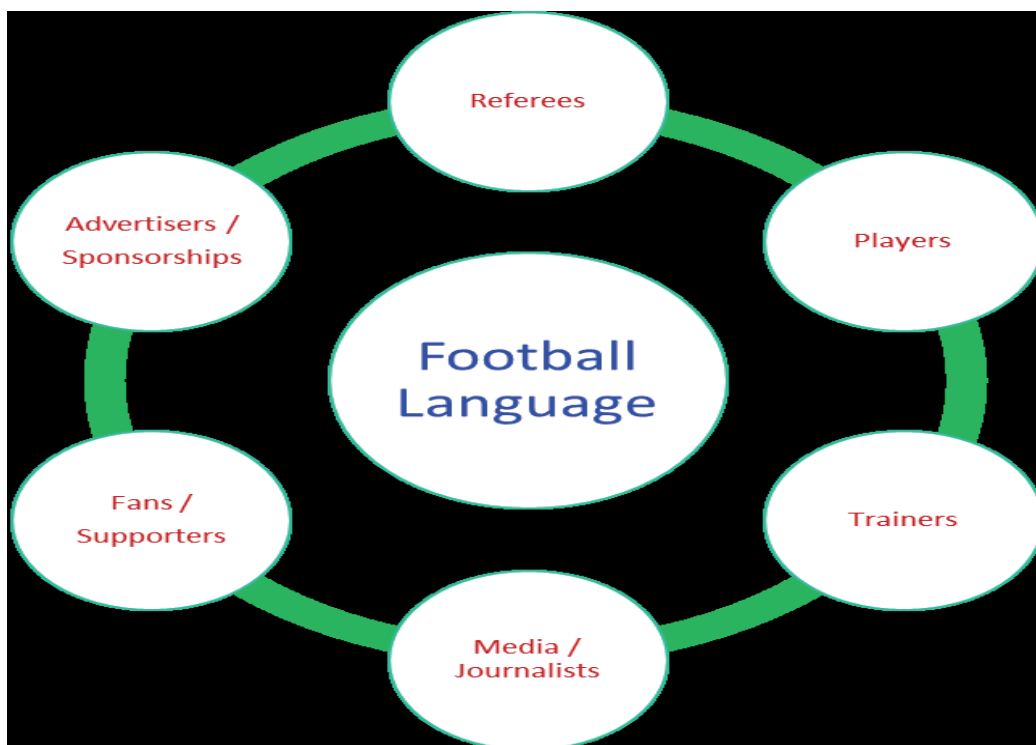 Referees
Advertisers /
Sponsorships
Players
Football
Language
Fans /
Supporters
Trainers
Media /
Journalists